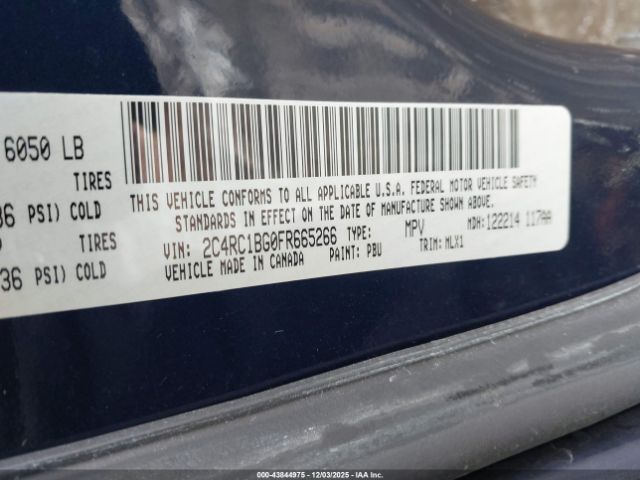 6050 LB
TIRES
36 PSI) COLD
TIRES
36 PSI) COLD
THIS VEHICLE CONFORMS TO ALL APPLICABLE U.S.A. FEDERAL MOTOR VEHICLE SAFETY
STANDARDS IN EFFECT ON THE DATE OF MANUFACTURE SHOWN ABOVE.
VIN: 2C4RC1BG0FR665266 TYPE: MPV MDH: 122214 117AA
VEHICLE MADE IN CANADA PAINT: PBU TRIM: MLX1
000-43844975 - 12/03/2025 - IAA Inc.